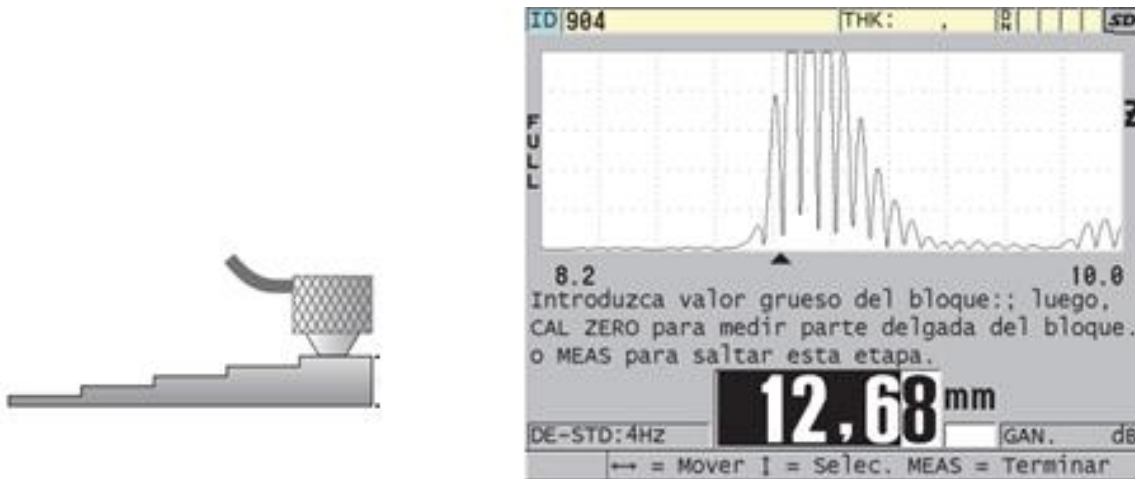 ID 904 THK: , SD
FULL
8.2 10.0
Introduzca valor grueso del bloque:; luego,
CAL ZERO para medir parte delgada del bloque.
o MEAS para saltar esta etapa.
12,68 mm
DE-STD:4Hz GAN. dB
↔ = Mover ↕ = Selec. MEAS = Terminar